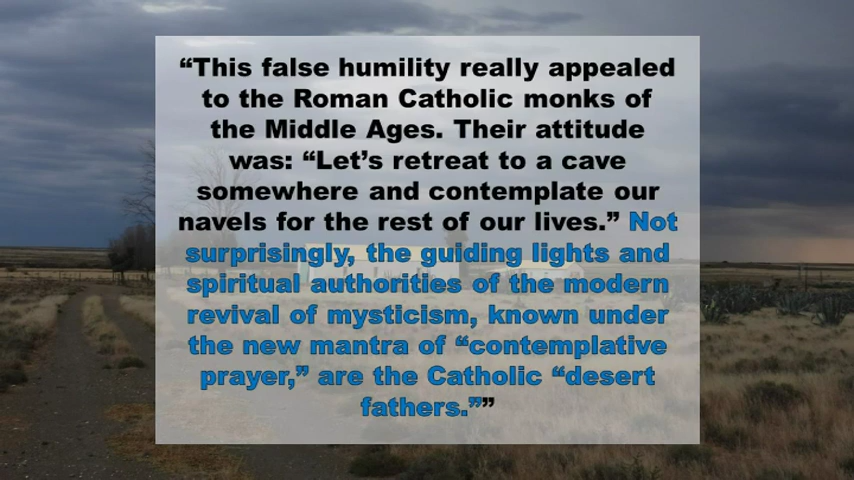 “This false humility really appealed
to the Roman Catholic monks of
the Middle Ages. Their attitude
was: “Let’s retreat to a cave
somewhere and contemplate our
navels for the rest of our lives.” Not
surprisingly, the guiding lights and
spiritual authorities of the modern
revival of mysticism, known under
the new mantra of “contemplative
prayer,” are the Catholic “desert
fathers.””